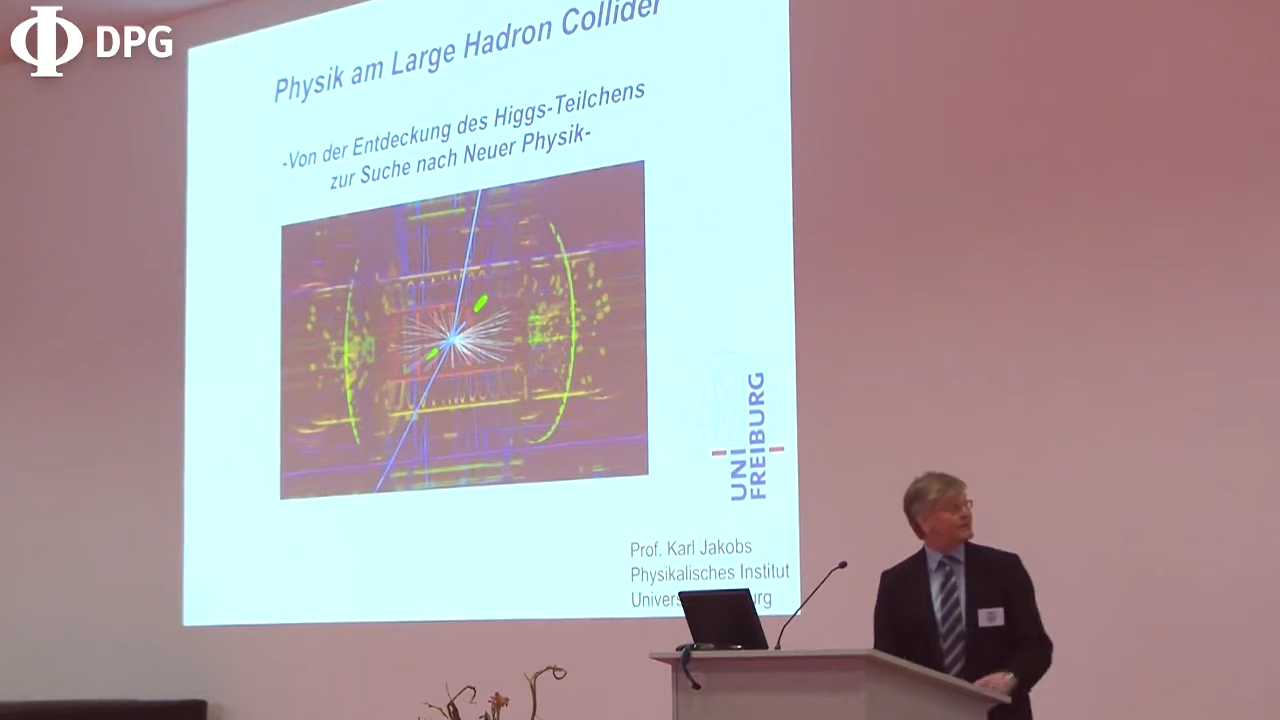 DPG
Physik am Large Hadron Collider
-Von der Entdeckung des Higgs-Teilchens
zur Suche nach Neuer Physik-
UNI
FREIBURG
Prof. Karl Jakobs
Physikalisches Institut